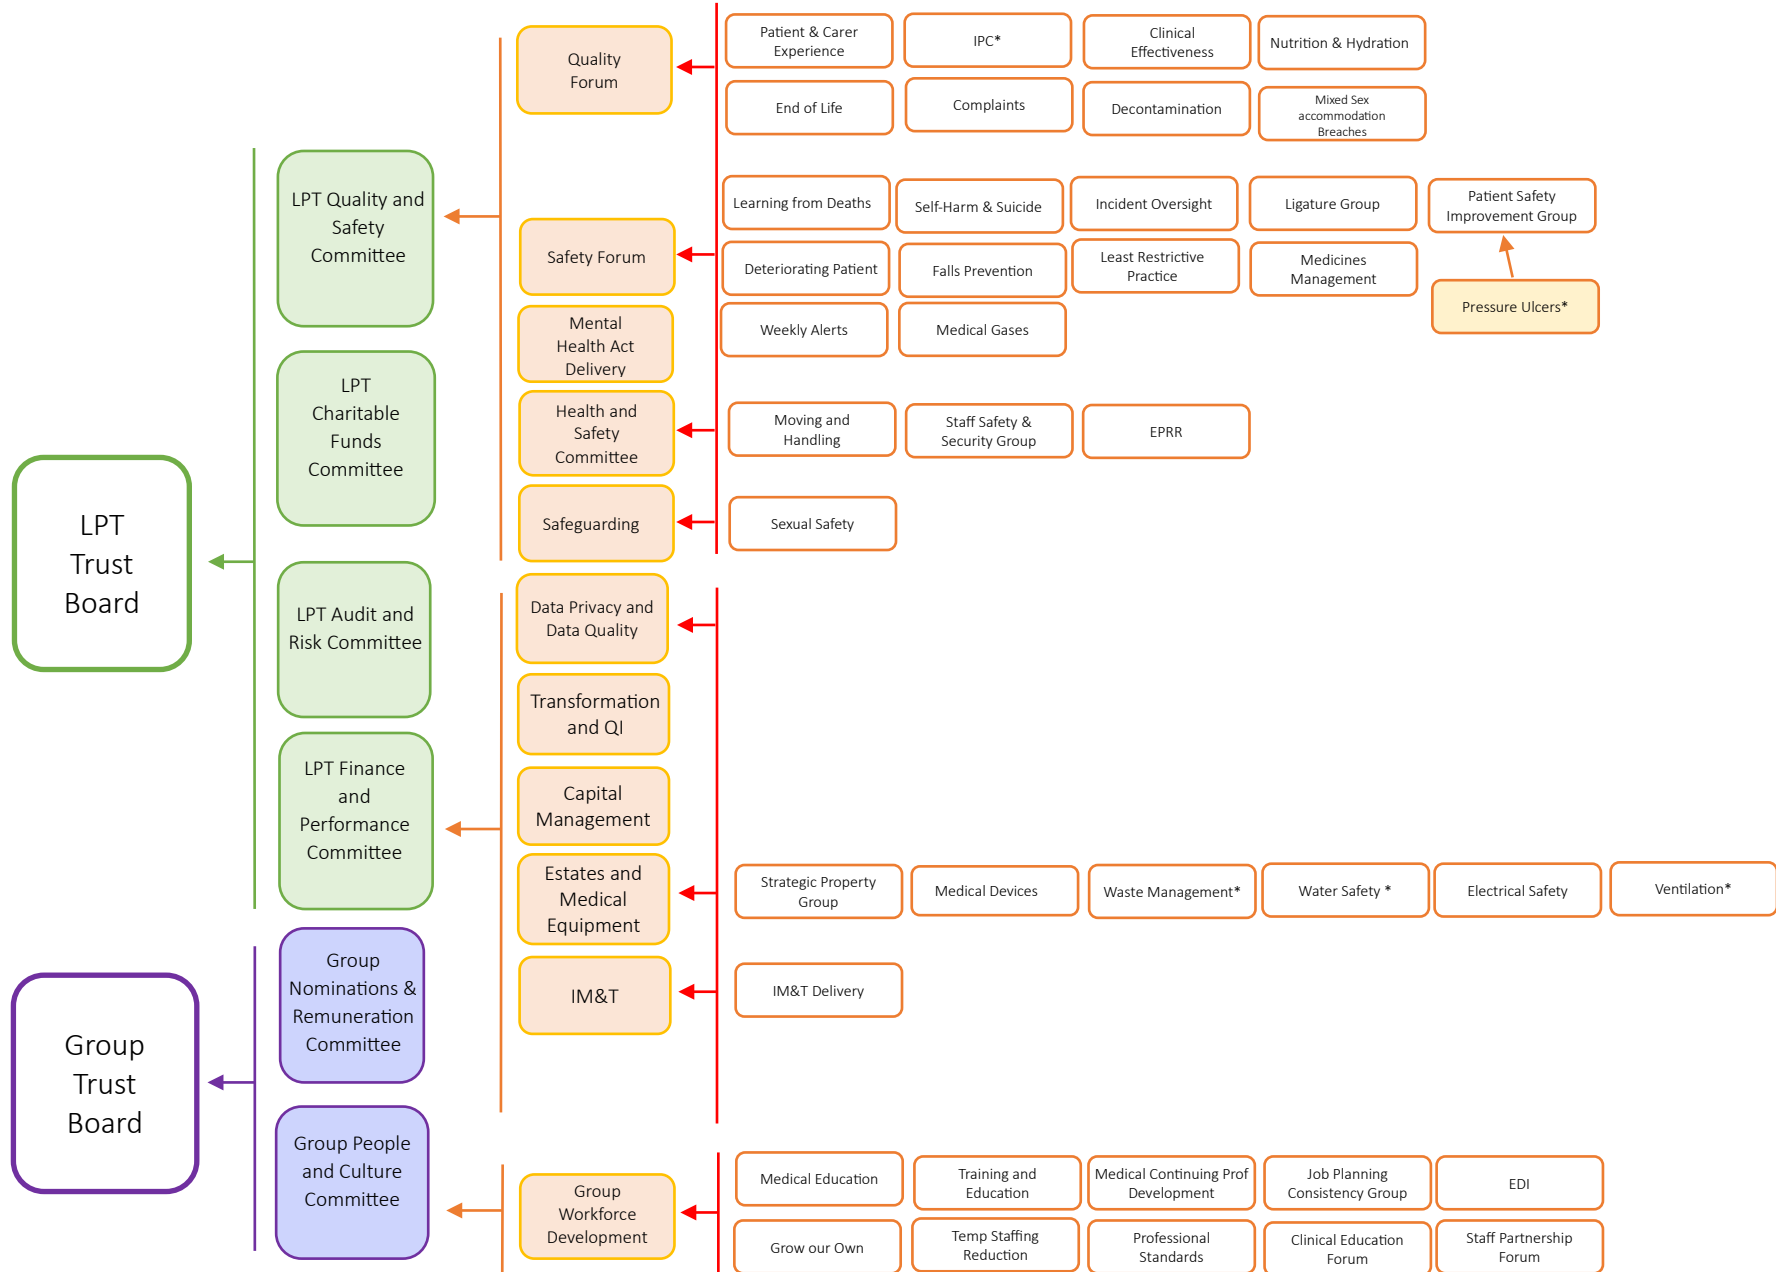 LPT
Trust
Board
Group
Trust
Board
LPT Quality and
Safety
Committee
LPT
Charitable
Funds
Committee
LPT Audit and
Risk Committee
LPT Finance
and
Performance
Committee
Group
Nominations &
Remuneration
Committee
Group People
and Culture
Committee
Quality
Forum
Safety Forum
Mental
Health Act
Delivery
Health and
Safety
Committee
Safeguarding
Data Privacy and
Data Quality
Transformation
and QI
Capital
Management
Estates and
Medical
Equipment
IM&T
Group
Workforce
Development
Patient & Carer
Experience
IPC*
Clinical
Effectiveness
Nutrition & Hydration
End of Life
Complaints
Decontamination
Mixed Sex
accommodation
Breaches
Learning from Deaths
Self-Harm & Suicide
Incident Oversight
Ligature Group
Patient Safety
Improvement Group
Deteriorating Patient
Falls Prevention
Least Restrictive
Practice
Medicines
Management
Pressure Ulcers*
Weekly Alerts
Medical Gases
Moving and
Handling
Staff Safety &
Security Group
EPRR
Sexual Safety
Strategic Property
Group
Medical Devices
Waste Management*
Water Safety *
Electrical Safety
Ventilation*
IM&T Delivery
Medical Education
Training and
Education
Medical Continuing Prof
Development
Job Planning
Consistency Group
EDI
Grow our Own
Temp Staffing
Reduction
Professional
Standards
Clinical Education
Forum
Staff Partnership
Forum